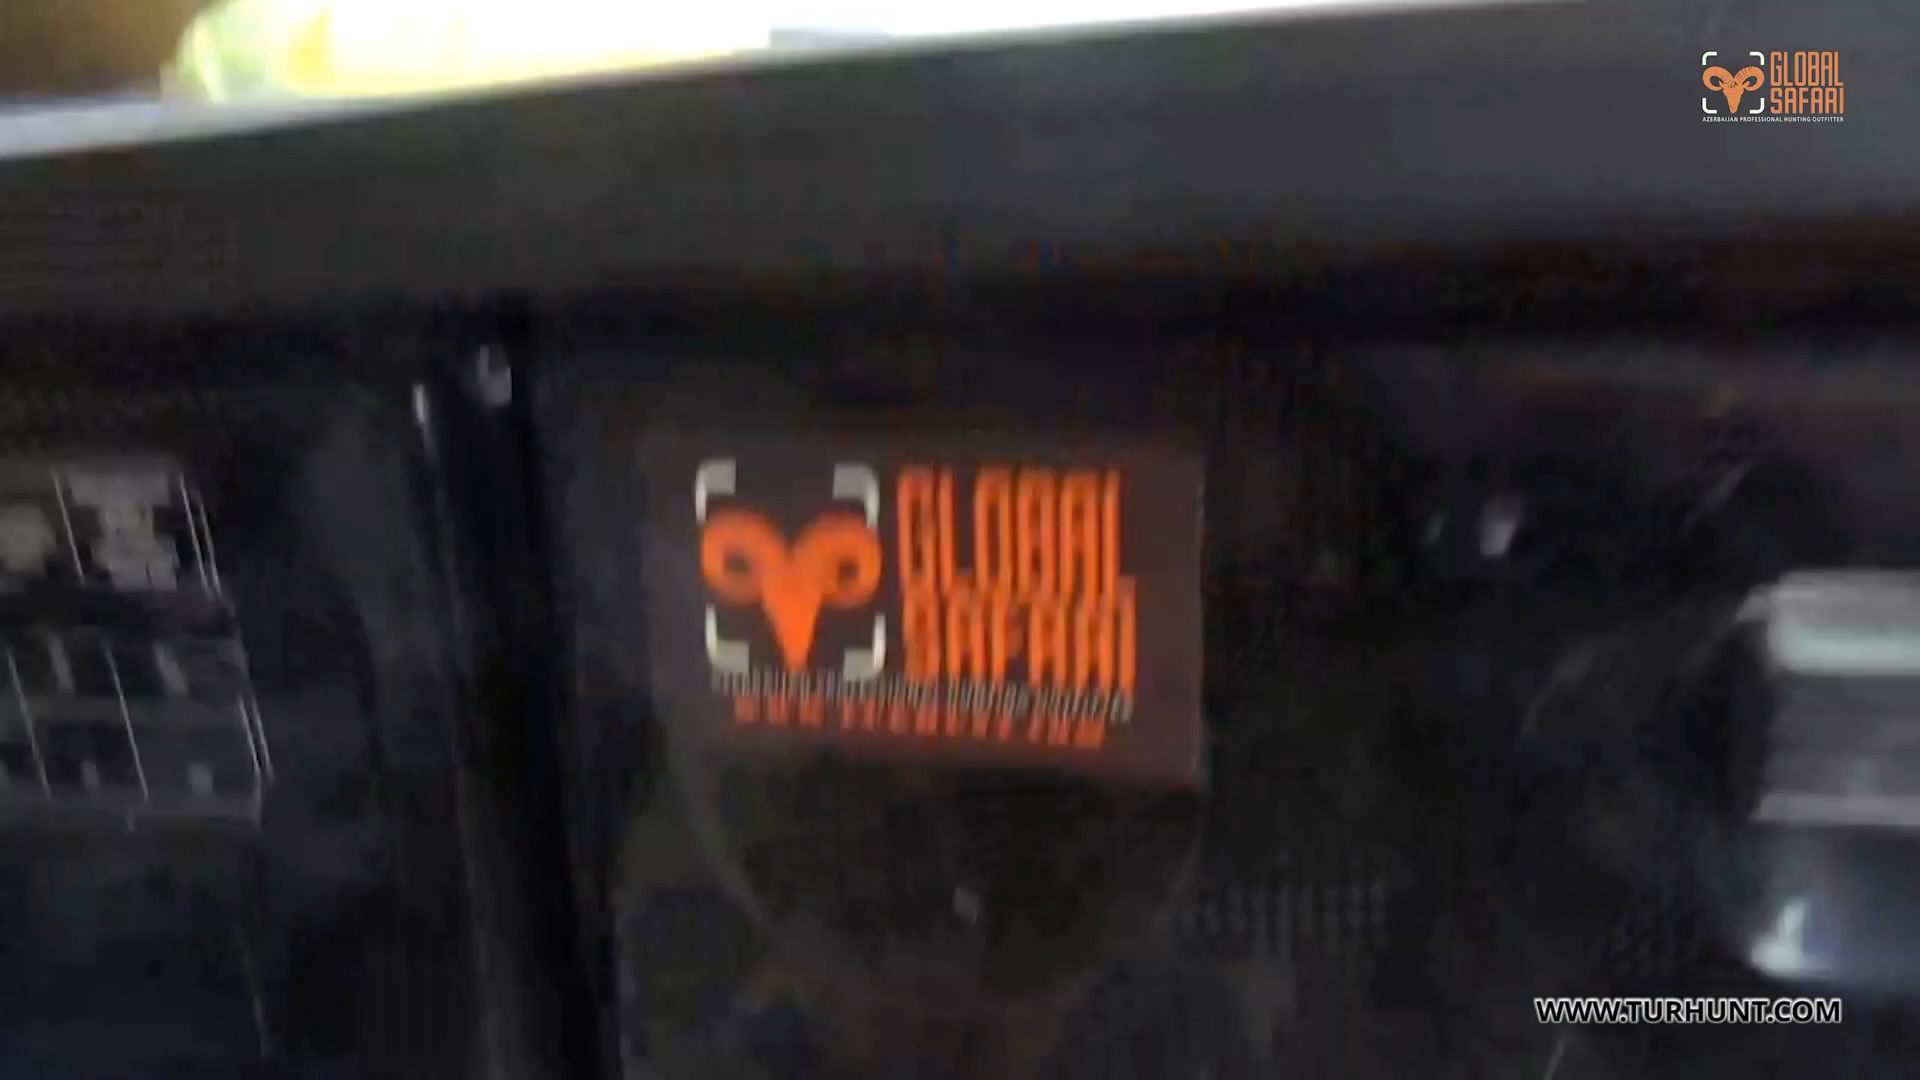 GLOBAL
SAFARI
AZERBAIJAN PROFESSIONAL HUNTING OUTFITTER
GLOBAL
SAFARI
WWW.TURHUNT.COM